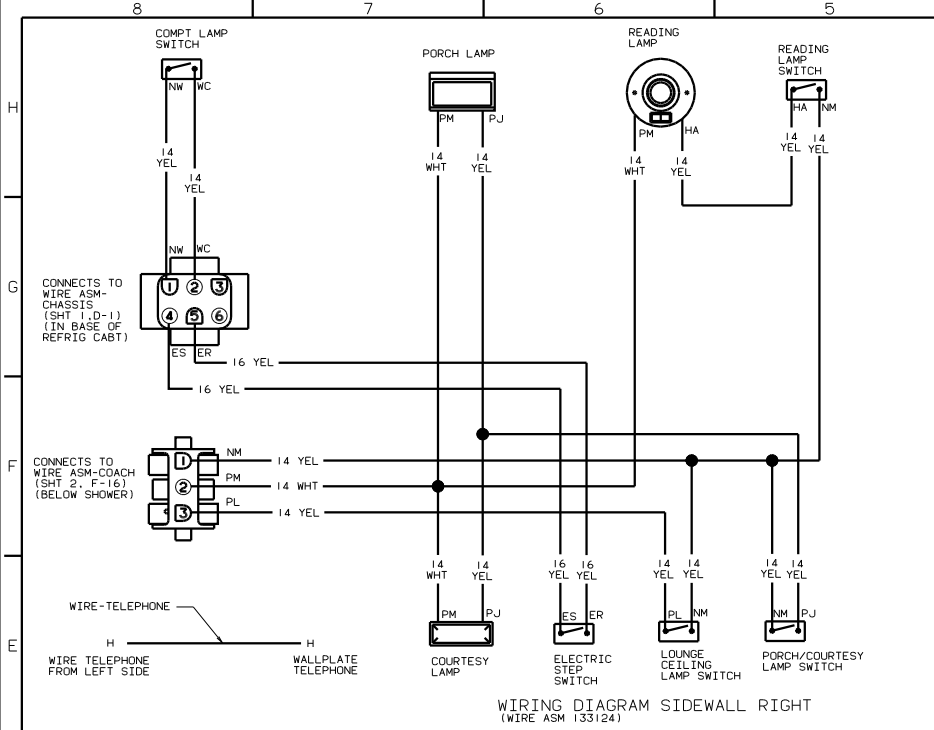 8 7 6 5
H
G
F
E
COMPT LAMP
SWITCH
NW WC
14
YEL
14
YEL
NW WC
PORCH LAMP
PM PJ
14
WHT
14
YEL
READING
LAMP
PM HA
14
WHT
14
YEL
READING
LAMP
SWITCH
HA NM
14
YEL
14
YEL
CONNECTS TO
WIRE ASM-
CHASSIS
(SHT 1,D-1)
(IN BASE OF
REFRIG CABT)
1 2 3
4 5 6
ES ER
16 YEL
16 YEL
CONNECTS TO
WIRE ASM-COACH
(SHT 2, F-16)
(BELOW SHOWER)
1
2
3
NM
14 YEL
PM
14 WHT
PL
14 YEL
14
WHT
14
YEL
16
YEL
16
YEL
14
YEL
14
YEL
14
YEL
14
YEL
PM PJ
COURTESY
LAMP
ES ER
ELECTRIC
STEP
SWITCH
PL NM
LOUNGE
CEILING
LAMP SWITCH
NM PJ
PORCH/COURTESY
LAMP SWITCH
WIRE-TELEPHONE
H H
WIRE TELEPHONE
FROM LEFT SIDE
WALLPLATE
TELEPHONE
WIRING DIAGRAM SIDEWALL RIGHT
(WIRE ASM 133124)